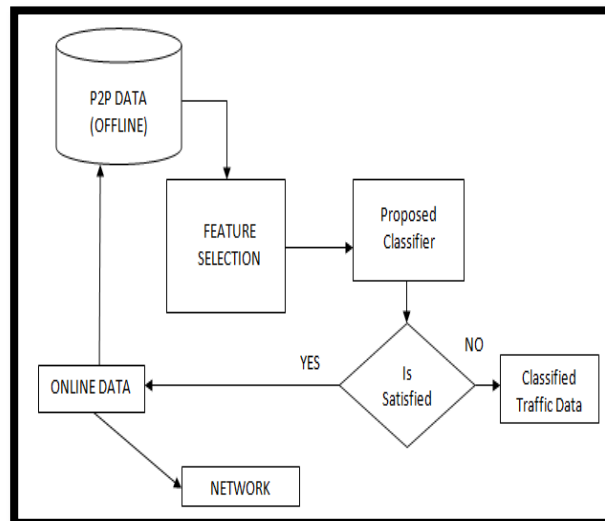 P2P DATA
(OFFLINE)
FEATURE
SELECTION
Proposed
Classifier
YES
NO
Is
Satisfied
ONLINE DATA
Classified
Traffic Data
NETWORK